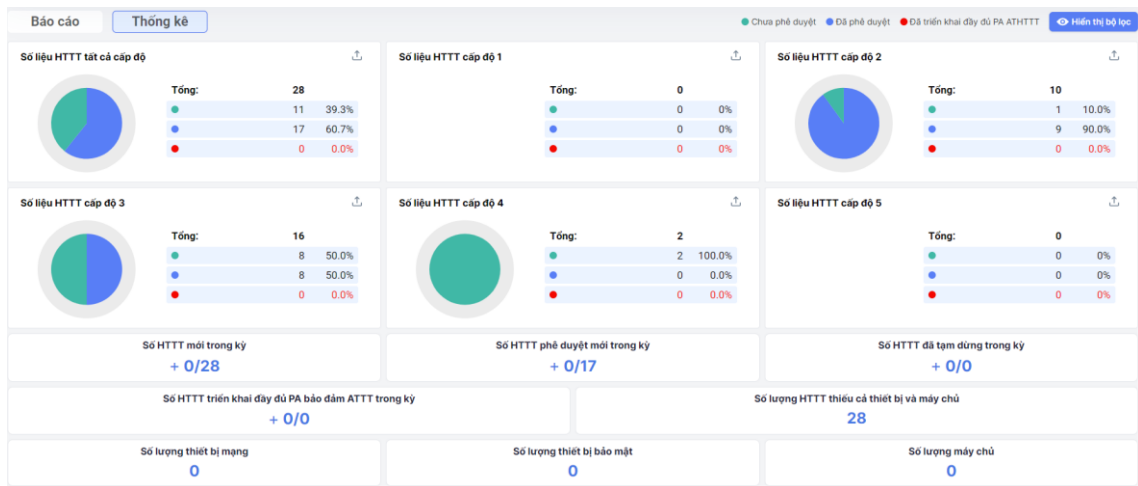 Báo cáo Thống kê Chưa phê duyệt Đã phê duyệt Đã triển khai đầy đủ PA ATHTTT Hiển thị bộ lọc
Số liệu HTTT tất cả cấp độ
Tổng: 28
11 39.3%
17 60.7%
0 0.0%
Số liệu HTTT cấp độ 1
Tổng: 0
0 0%
0 0%
0 0%
Số liệu HTTT cấp độ 2
Tổng: 10
1 10.0%
9 90.0%
0 0.0%
Số liệu HTTT cấp độ 3
Tổng: 16
8 50.0%
8 50.0%
0 0.0%
Số liệu HTTT cấp độ 4
Tổng: 2
2 100.0%
0 0.0%
0 0.0%
Số liệu HTTT cấp độ 5
Tổng: 0
0 0%
0 0%
0 0%
Số HTTT mới trong kỳ
+ 0/28
Số HTTT phê duyệt mới trong kỳ
+ 0/17
Số HTTT đã tạm dừng trong kỳ
+ 0/0
Số HTTT triển khai đầy đủ PA bảo đảm ATTT trong kỳ
+ 0/0
Số lượng HTTT thiếu cả thiết bị và máy chủ
28
Số lượng thiết bị mạng
0
Số lượng thiết bị bảo mật
0
Số lượng máy chủ
0